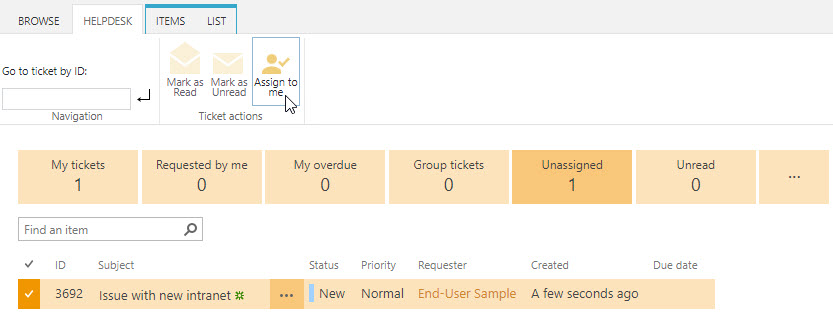 BROWSE HELPDESK ITEMS LIST
Go to ticket by ID:
Mark as Read
Mark as Unread
Assign to me
Navigation
Ticket actions
My tickets
1
Requested by me
0
My overdue
0
Group tickets
0
Unassigned
1
Unread
0
...
Find an item
ID Subject Status Priority Requester Created Due date
3692 Issue with new intranet ... New Normal End-User Sample A few seconds ago